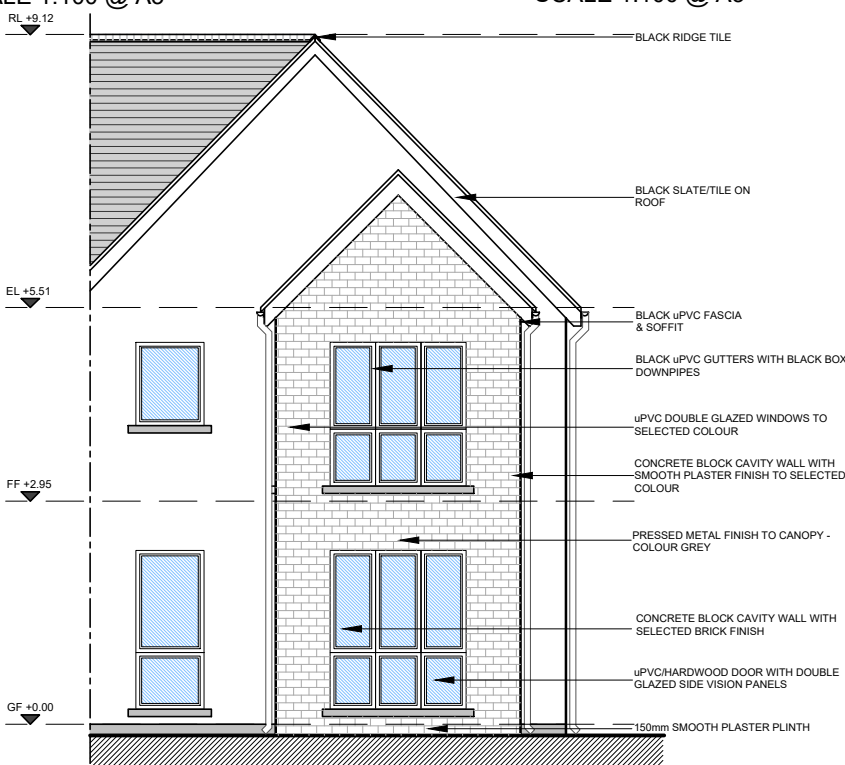 RL +9.12
BLACK RIDGE TILE
BLACK SLATE/TILE ON
ROOF
EL +5.51
BLACK uPVC FASCIA
& SOFFIT
BLACK uPVC GUTTERS WITH BLACK BOX
DOWNPIPES
uPVC DOUBLE GLAZED WINDOWS TO
SELECTED COLOUR
CONCRETE BLOCK CAVITY WALL WITH
SMOOTH PLASTER FINISH TO SELECTED
COLOUR
FF +2.95
PRESSED METAL FINISH TO CANOPY -
COLOUR GREY
CONCRETE BLOCK CAVITY WALL WITH
SELECTED BRICK FINISH
uPVC/HARDWOOD DOOR WITH DOUBLE
GLAZED SIDE VISION PANELS
GF +0.00
150mm SMOOTH PLASTER PLINTH